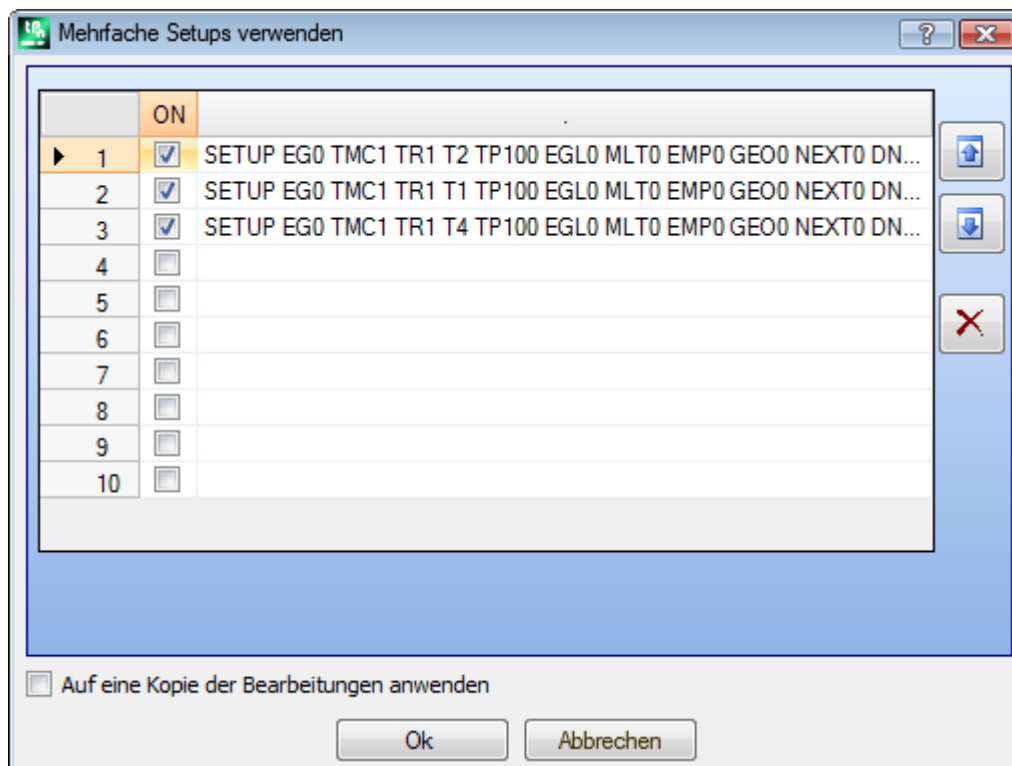 Mehrfache Setups verwenden
ON .
1 SETUP EG0 TMC1 TR1 T2 TP100 EGL0 MLT0 EMP0 GEO0 NEXT0 DN...
2 SETUP EG0 TMC1 TR1 T1 TP100 EGL0 MLT0 EMP0 GEO0 NEXT0 DN...
3 SETUP EG0 TMC1 TR1 T4 TP100 EGL0 MLT0 EMP0 GEO0 NEXT0 DN...
4
5
6
7
8
9
10
Auf eine Kopie der Bearbeitungen anwenden
Ok Abbrechen